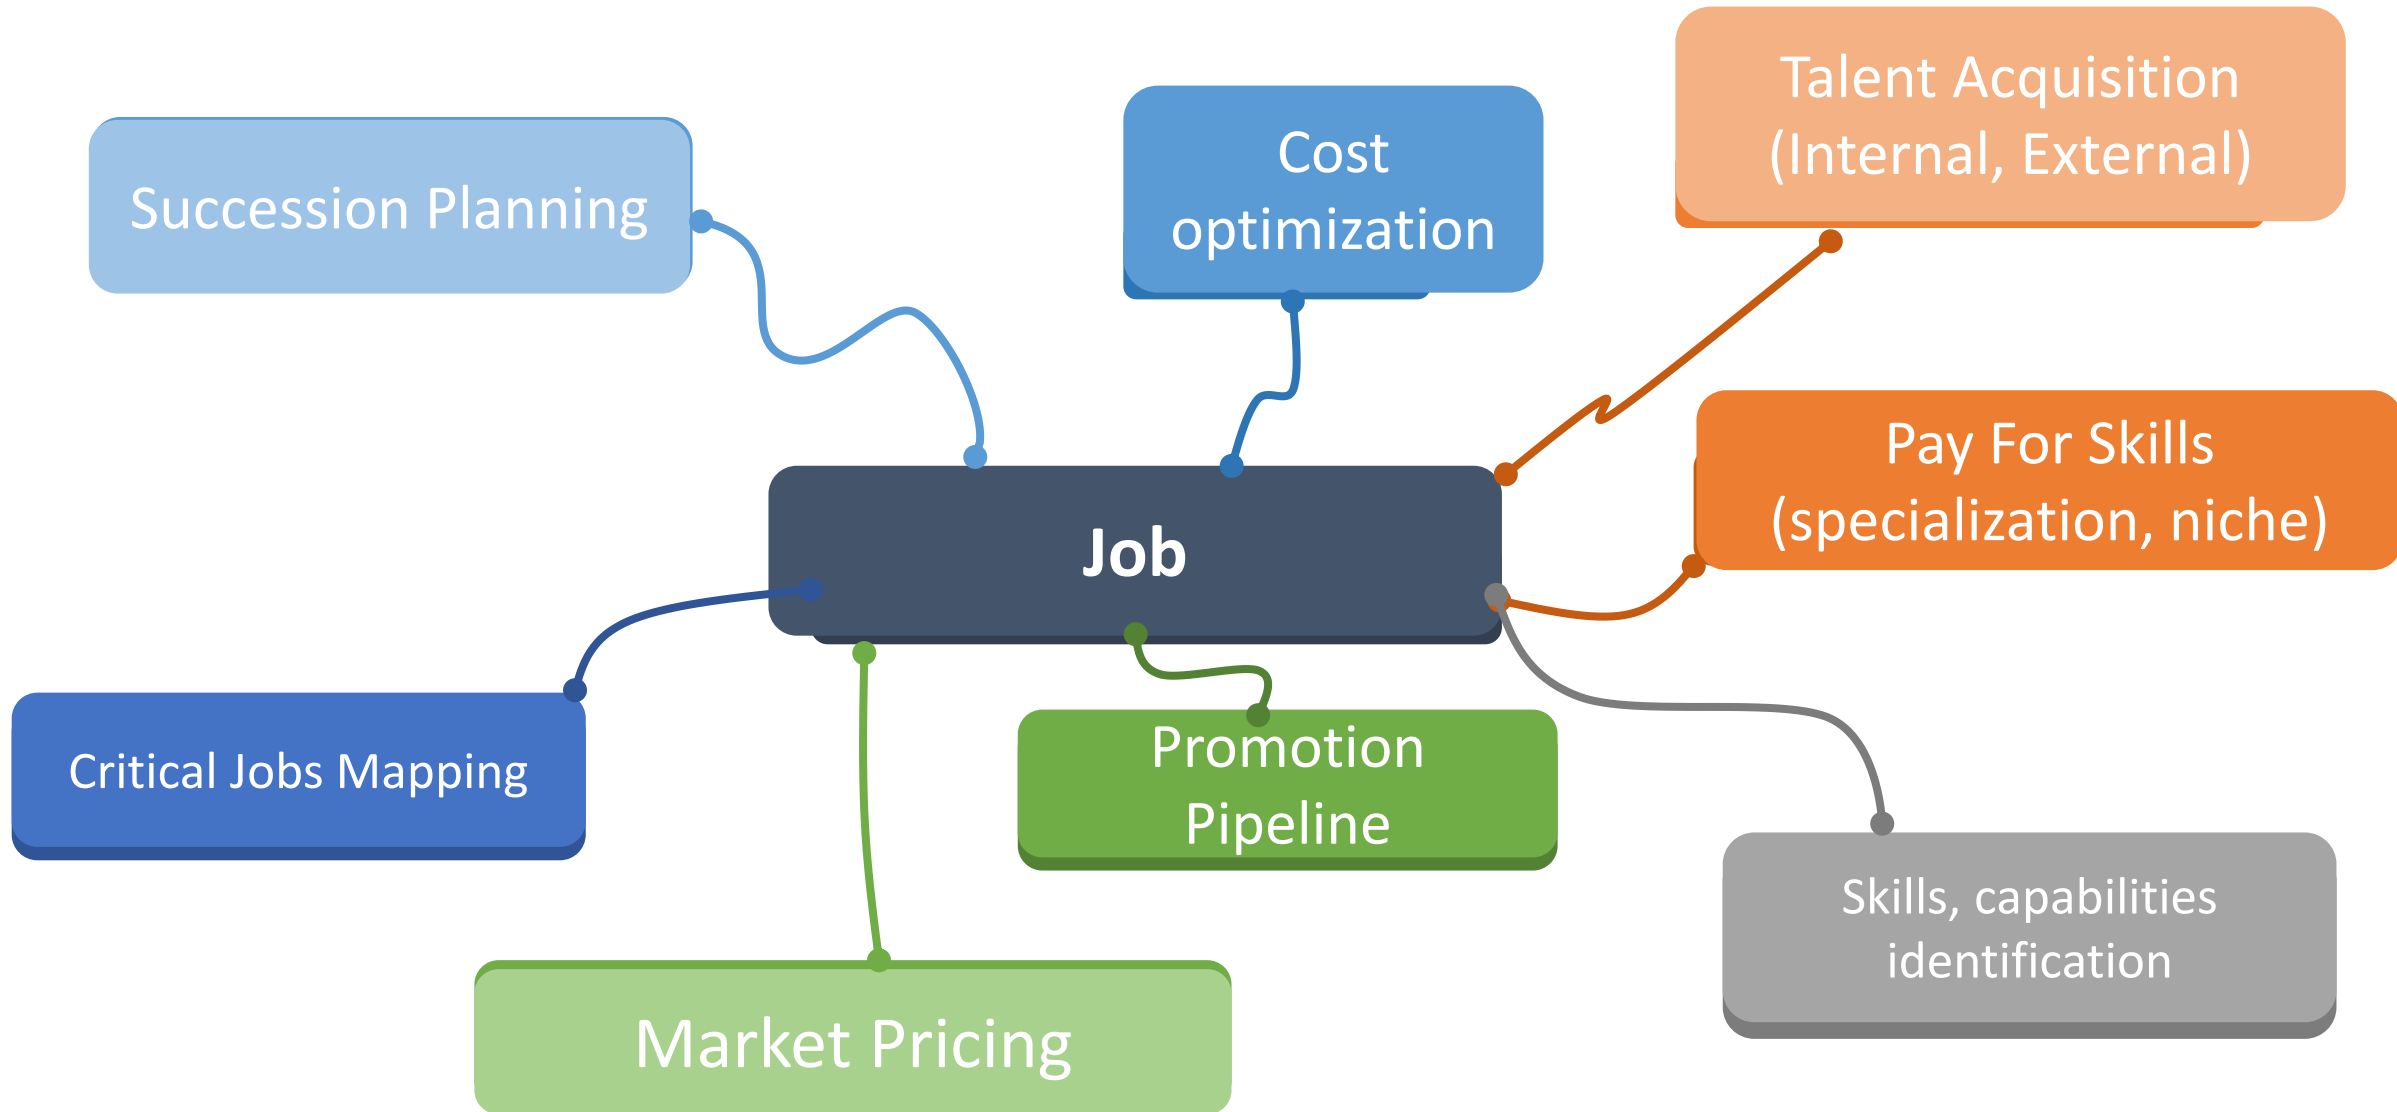 Talent Acquisition
(Internal, External)
Cost
optimization
Succession Planning
Pay For Skills
(specialization, niche)
Job
Critical Jobs Mapping
Promotion
Pipeline
Skills, capabilities
identification
Market Pricing